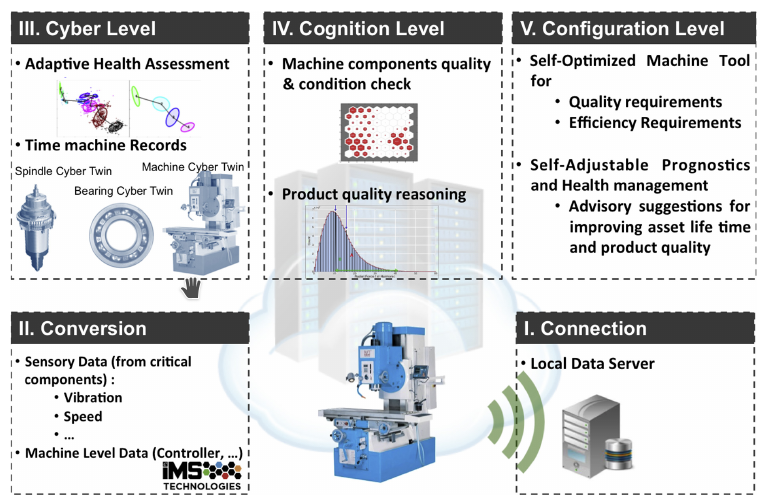 III. Cyber Level
• Adaptive Health Assessment
• Time machine Records
Spindle Cyber Twin
Bearing Cyber Twin
Machine Cyber Twin
IV. Cognition Level
• Machine components quality
& condition check
• Product quality reasoning
V. Configuration Level
• Self-Optimized Machine Tool
for
• Quality requirements
• Efficiency Requirements
• Self-Adjustable Prognostics
and Health management
• Advisory suggestions for
improving asset life time
and product quality
II. Conversion
• Sensory Data (from critical
components) :
• Vibration
• Speed
• ...
• Machine Level Data (Controller, ...)
IMS
TECHNOLOGIES
I. Connection
• Local Data Server